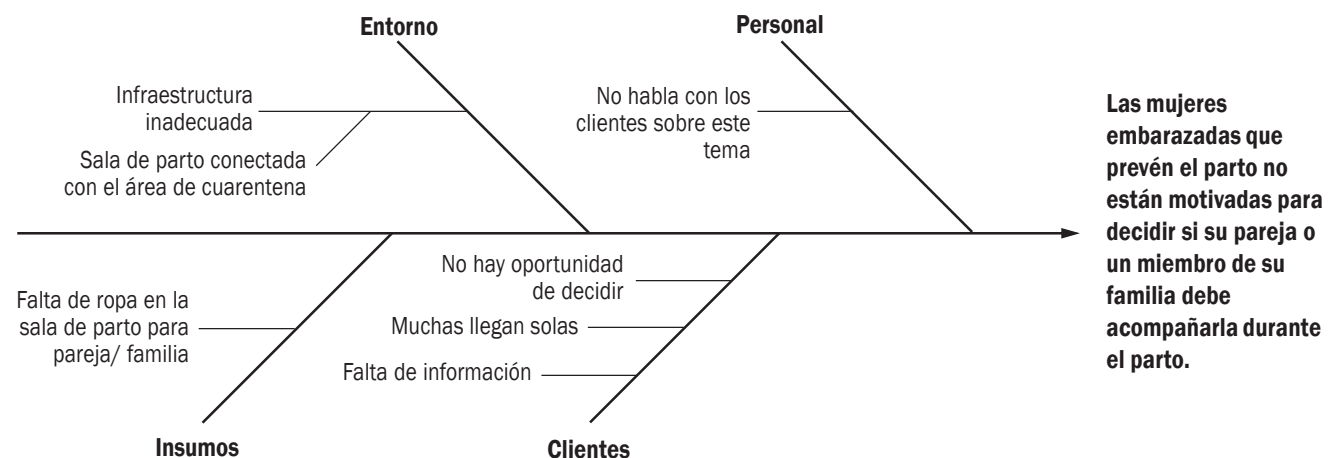 Entorno
Personal
Infraestructura
inadecuada
Sala de parto conectada
con el área de cuarentena
No habla con los
clientes sobre este
tema
Las mujeres
embarazadas que
prevén el parto no
están motivadas para
decidir si su pareja o
un miembro de su
familia debe
acompañarla durante
el parto.
Falta de ropa en la
sala de parto para
pareja/ familia
No hay oportunidad
de decidir
Muchas llegan solas
Falta de información
Insumos
Clientes